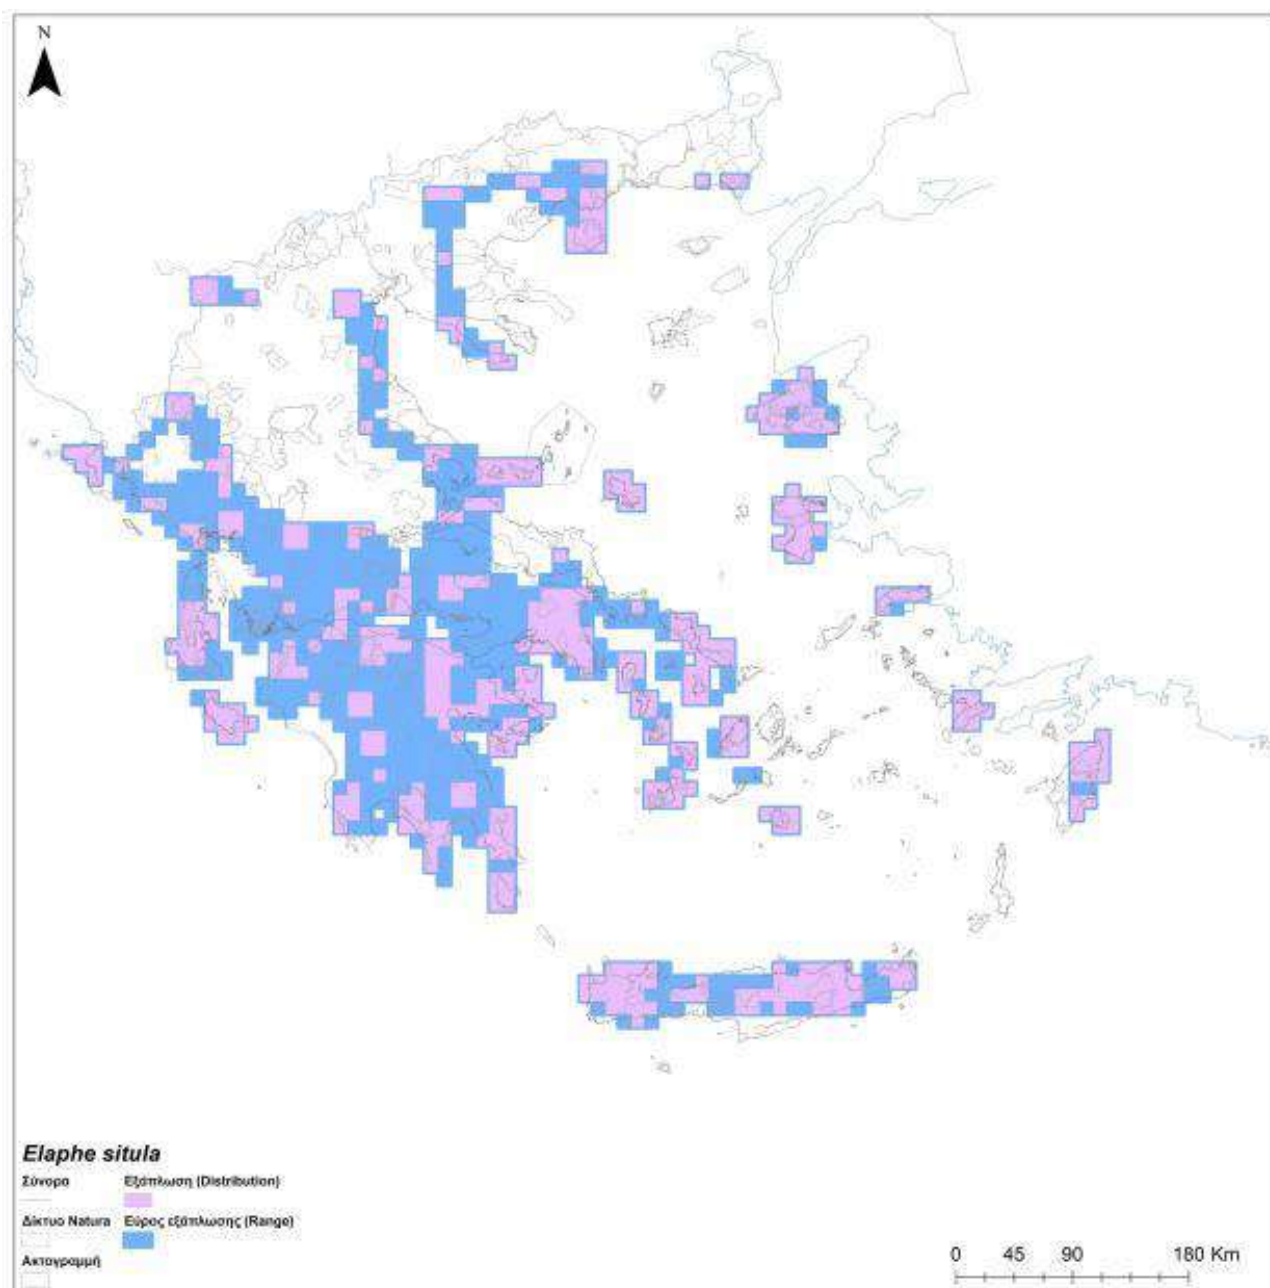 N
Elaphe situla
Σύνορα Εξάπλωση (Distribution)
Δίκτυο Natura Εύρος εξάπλωσης (Range)
Ακτογραμμή
0 45 90 180 Km